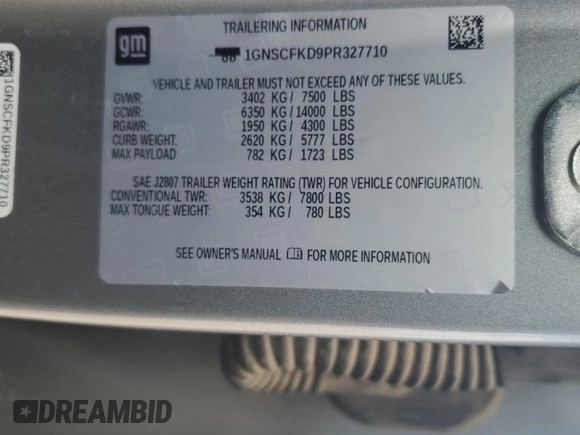 gm
TRAILERING INFORMATION
1GNSCFKD9PR327710
VEHICLE AND TRAILER MUST NOT EXCEED ANY OF THESE VALUES.
GVWR: 3402 KG / 7500 LBS
GCWR: 6350 KG / 14000 LBS
RGAWR: 1950 KG / 4300 LBS
CURB WEIGHT: 2620 KG / 5777 LBS
MAX PAYLOAD: 782 KG / 1723 LBS
SAE J2807 TRAILER WEIGHT RATING (TWR) FOR VEHICLE CONFIGURATION.
CONVENTIONAL TWR: 3538 KG / 7800 LBS
MAX TONGUE WEIGHT: 354 KG / 780 LBS
SEE OWNER'S MANUAL FOR MORE INFORMATION
1GNSCFKD9PR327710
DREAMBID